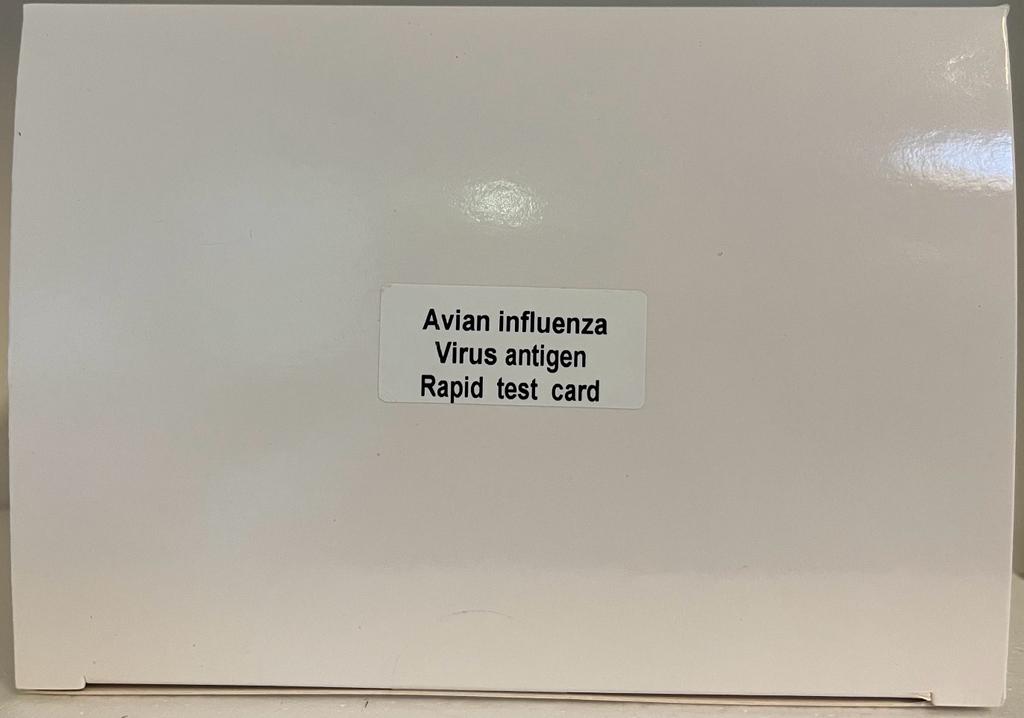 Avian influenza
Virus antigen
Rapid test card